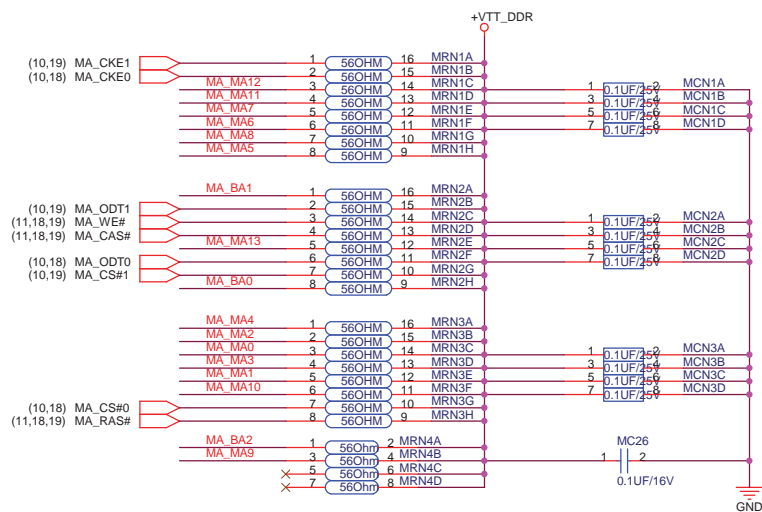 +VTT_DDR
(10,19) MA_CKE1 1 56OHM 16 MRN1A
(10,18) MA_CKE0 2 56OHM 15 MRN1B
MA_MA12 3 56OHM 14 MRN1C 1 0.1UF/25V 2 MCN1A
MA_MA11 4 56OHM 13 MRN1D 3 0.1UF/25V 4 MCN1B
MA_MA7 5 56OHM 12 MRN1E 5 0.1UF/25V 6 MCN1C
MA_MA6 6 56OHM 11 MRN1F 7 0.1UF/25V 8 MCN1D
MA_MA8 7 56OHM 10 MRN1G
MA_MA5 8 56OHM 9 MRN1H
MA_BA1 1 56OHM 16 MRN2A
(10,19) MA_ODT1 2 56OHM 15 MRN2B
(11,18,19) MA_WE# 3 56OHM 14 MRN2C 1 0.1UF/25V 2 MCN2A
(11,18,19) MA_CAS# 4 56OHM 13 MRN2D 3 0.1UF/25V 4 MCN2B
MA_MA13 5 56OHM 12 MRN2E 5 0.1UF/25V 6 MCN2C
(10,18) MA_ODT0 6 56OHM 11 MRN2F 7 0.1UF/25V 8 MCN2D
(10,19) MA_CS#1 7 56OHM 10 MRN2G
MA_BA0 8 56OHM 9 MRN2H
MA_MA4 1 56OHM 16 MRN3A
MA_MA2 2 56OHM 15 MRN3B
MA_MA0 3 56OHM 14 MRN3C 1 0.1UF/25V 2 MCN3A
MA_MA3 4 56OHM 13 MRN3D 3 0.1UF/25V 4 MCN3B
MA_MA1 5 56OHM 12 MRN3E 5 0.1UF/25V 6 MCN3C
MA_MA10 6 56OHM 11 MRN3F 7 0.1UF/25V 8 MCN3D
(10,18) MA_CS#0 7 56OHM 10 MRN3G
(11,18,19) MA_RAS# 8 56OHM 9 MRN3H
MA_BA2 1 56Ohm 2 MRN4A
MA_MA9 3 56Ohm 4 MRN4B 1 MC26 2
5 56Ohm 6 MRN4C 0.1UF/16V
7 56Ohm 8 MRN4D
GND